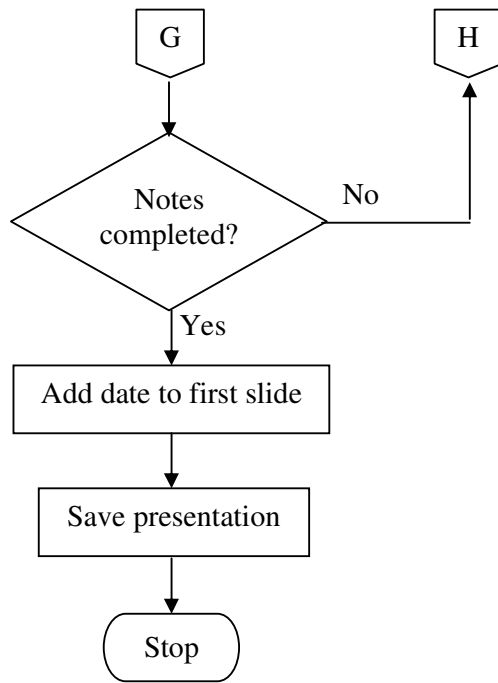 G
H
Notes
completed?
No
Yes
Add date to first slide
Save presentation
Stop